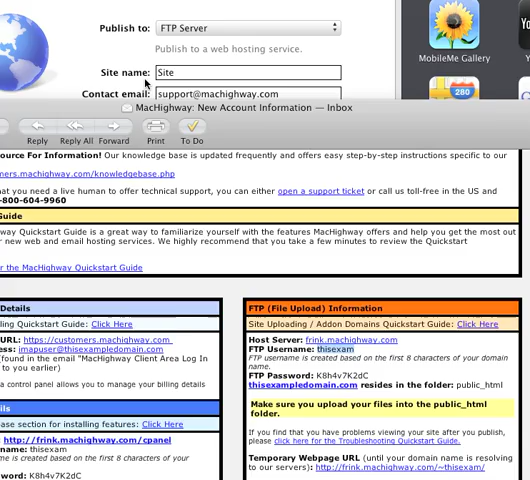 Publish to: FTP Server
MobileMe Gallery
Publish to a web hosting service.
Site name: Site
280
Contact email: support@machighway.com
MacHighway: New Account Information — Inbox
Reply Reply All Forward Print To Do
ource For Information! Our knowledge base is updated frequently and offers easy step-by-step instructions specific to our
mers.machighway.com/knowledgebase.php
hat you need a live human to offer technical support, you can either open a support ticket or call us toll-free in the US and
-800-604-9960
Guide
way Quickstart Guide is a great way to familiarize yourself with the features MacHighway offers and help you get the most out
r new web and email hosting services. We highly recommend that you take a few minutes to review the Quickstart
r the MacHighway Quickstart Guide
Details
ling Quickstart Guide: Click Here
URL: https://customers.machighway.com
ess: imapuser@thisexampledomain.com
(found in the email "MacHighway Client Area Log In
to you earlier)
a control panel allows you to manage your billing details
ils
base section for installing features: Click Here
: http://frink.machighway.com/cpanel
name: thisexam
me is created based on the first 8 characters of your
word: K8h4v7K2dC
FTP (File Upload) Information
Site Uploading / Addon Domains Quickstart Guide: Click Here
Host Server: frink.machighway.com
FTP Username: thisexam
FTP username is created based on the first 8 characters of your domain
name.
FTP Password: K8h4v7K2dC
thisexampledomain.com resides in the folder: public_html
Make sure you upload your files into the public_html
folder.
If you find that you have problems viewing your site after you publish,
please click here for the Troubleshooting Quickstart Guide.
Temporary Webpage URL (until your domain name is resolving
to our servers): http://frink.machighway.com/~thisexam/